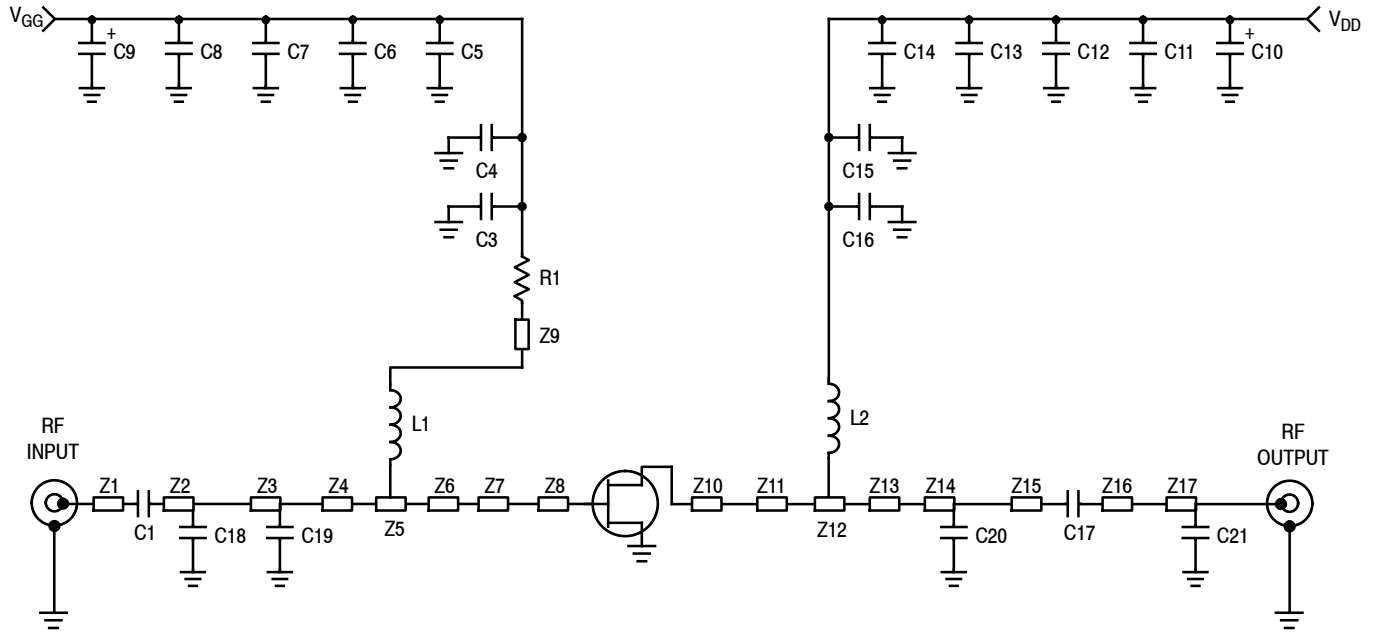 VGG
+
C9
C8
C7
C6
C5
C14
C13
C12
C11
+
C10
VDD
C4
C15
C3
C16
R1
Z9
L1
L2
RF
INPUT
RF
OUTPUT
Z1
Z2
Z3
Z4
Z6
Z7
Z8
Z10
Z11
Z13
Z14
Z15
Z16
Z17
C1
C18
C19
Z5
Z12
C20
C17
C21